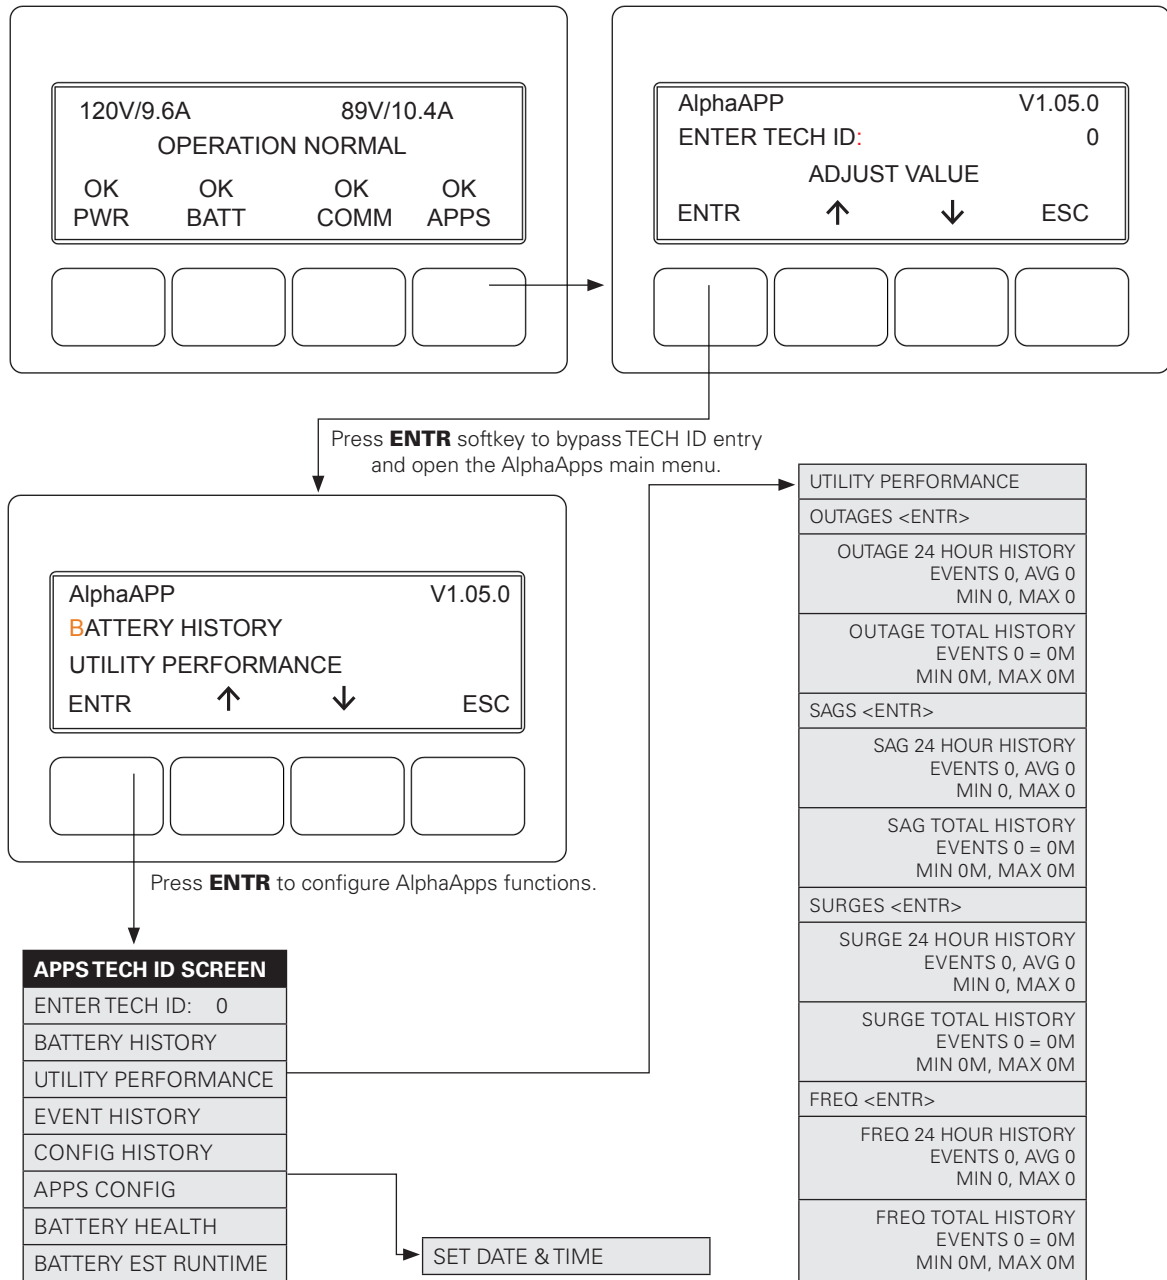 120V/9.6A 89V/10.4A
OPERATION NORMAL
OK OK OK OK
PWR BATT COMM APPS
AlphaAPP V1.05.0
ENTER TECH ID: 0
ADJUST VALUE
ENTR ↑ ↓ ESC
Press ENTR softkey to bypass TECH ID entry
and open the AlphaApps main menu.
AlphaAPP V1.05.0
BATTERY HISTORY
UTILITY PERFORMANCE
ENTR ↑ ↓ ESC
Press ENTR to configure AlphaApps functions.
APPS TECH ID SCREEN
ENTER TECH ID: 0
BATTERY HISTORY
UTILITY PERFORMANCE
EVENT HISTORY
CONFIG HISTORY
APPS CONFIG
BATTERY HEALTH
BATTERY EST RUNTIME
SET DATE & TIME
UTILITY PERFORMANCE
OUTAGES <ENTR>
OUTAGE 24 HOUR HISTORY
EVENTS 0, AVG 0
MIN 0, MAX 0
OUTAGE TOTAL HISTORY
EVENTS 0 = 0M
MIN 0M, MAX 0M
SAGS <ENTR>
SAG 24 HOUR HISTORY
EVENTS 0, AVG 0
MIN 0, MAX 0
SAG TOTAL HISTORY
EVENTS 0 = 0M
MIN 0M, MAX 0M
SURGES <ENTR>
SURGE 24 HOUR HISTORY
EVENTS 0, AVG 0
MIN 0, MAX 0
SURGE TOTAL HISTORY
EVENTS 0 = 0M
MIN 0M, MAX 0M
FREQ <ENTR>
FREQ 24 HOUR HISTORY
EVENTS 0, AVG 0
MIN 0, MAX 0
FREQ TOTAL HISTORY
EVENTS 0 = 0M
MIN 0M, MAX 0M